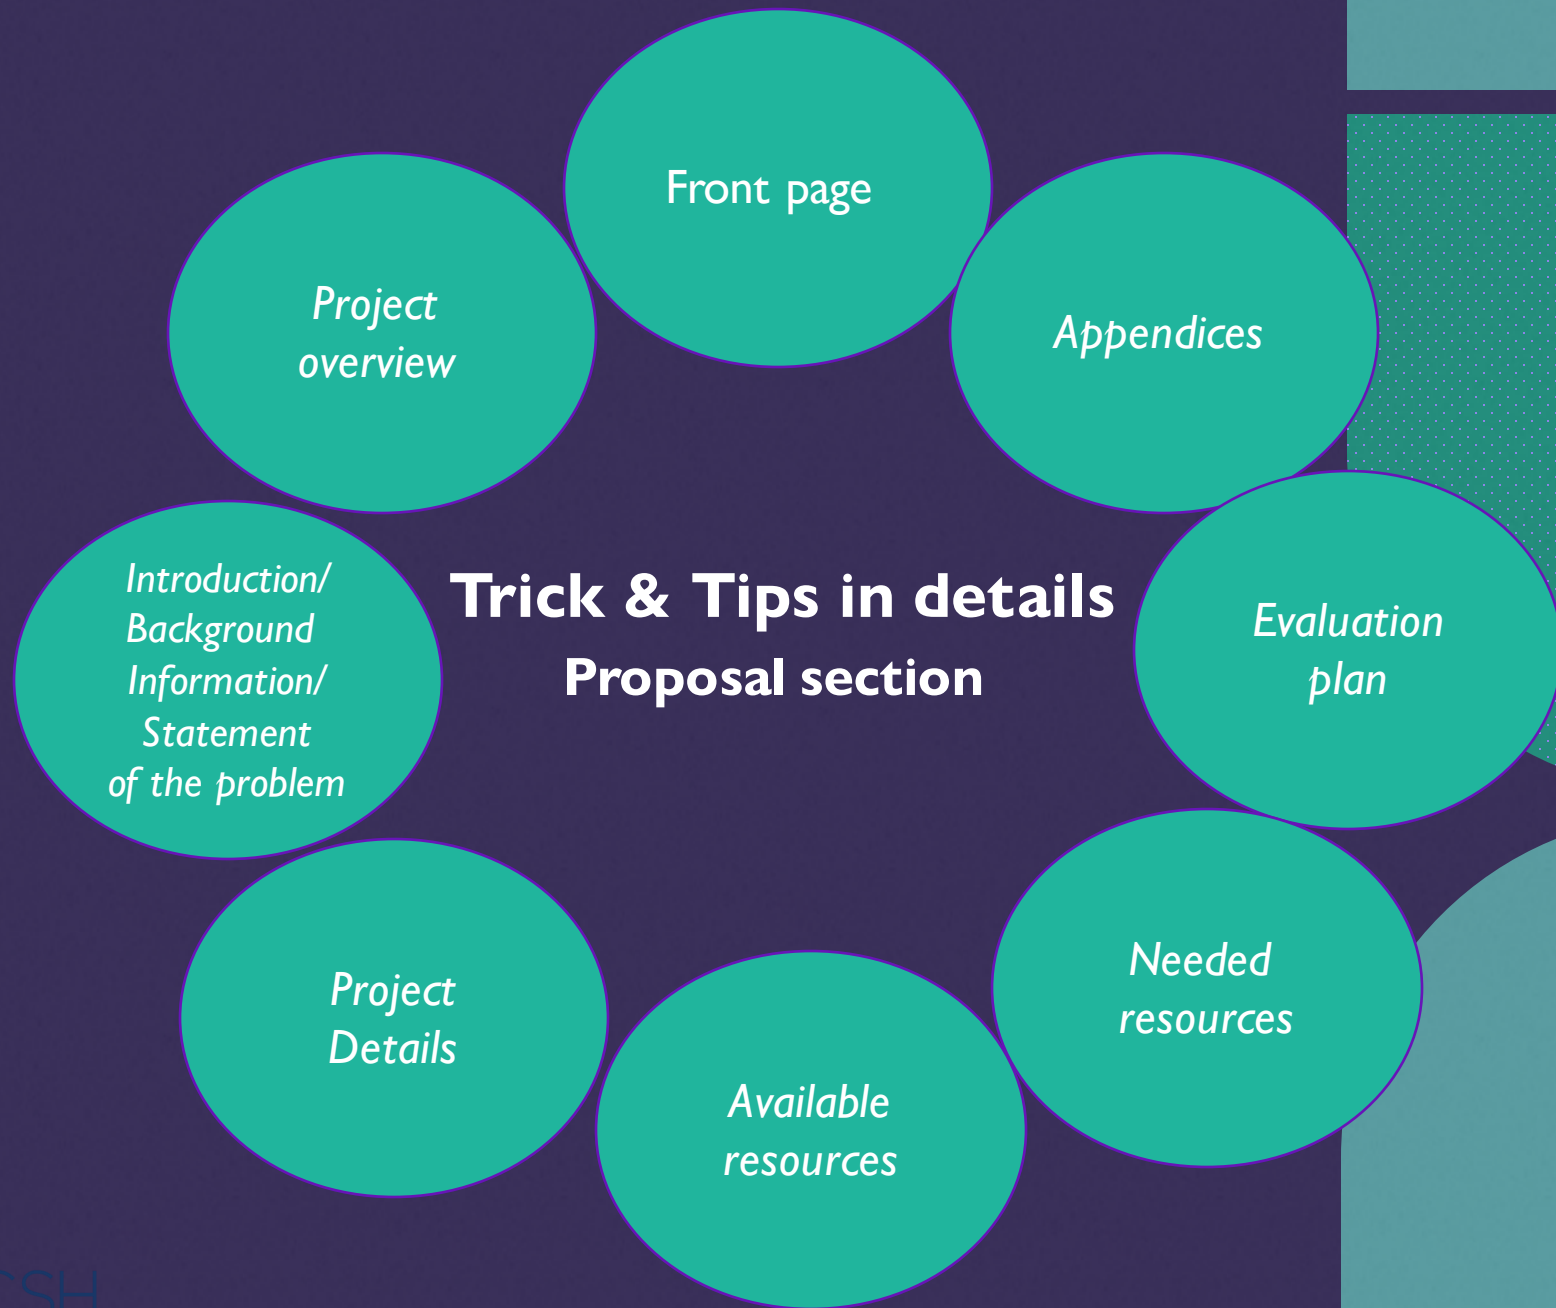 Front page
Project
overview
Appendices
Introduction/
Background
Information/
Statement
of the problem
Trick & Tips in details
Proposal section
Evaluation
plan
Project
Details
Needed
resources
Available
resources